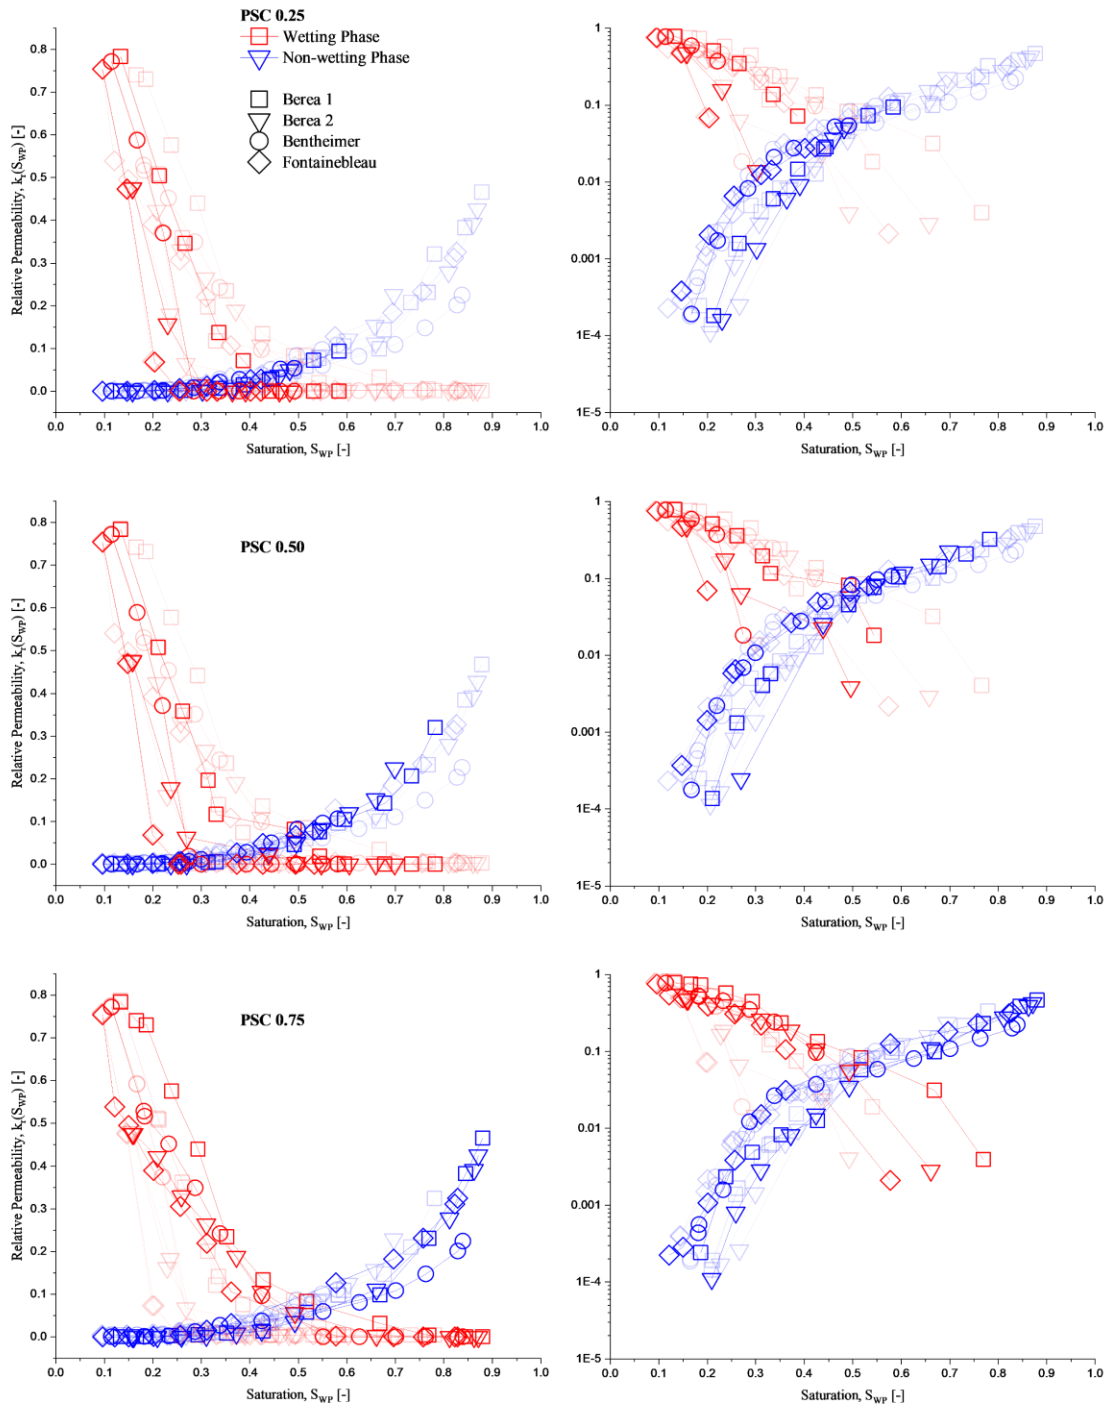 PSC 0.25
Wetting Phase
Non-wetting Phase
Berea 1
Berea 2
Bentheimer
Fontainebleau
Relative Permeability, kr(SWP) [-]
0.8
0.7
0.6
0.5
0.4
0.3
0.2
0.1
0.0
0.0 0.1 0.2 0.3 0.4 0.5 0.6 0.7 0.8 0.9 1.0
Saturation, SWP [-]
1
0.1
0.01
0.001
1E-4
1E-5
0.0 0.1 0.2 0.3 0.4 0.5 0.6 0.7 0.8 0.9 1.0
Saturation, SWP [-]
PSC 0.50
Relative Permeability, kr(SWP) [-]
0.8
0.7
0.6
0.5
0.4
0.3
0.2
0.1
0.0
0.0 0.1 0.2 0.3 0.4 0.5 0.6 0.7 0.8 0.9 1.0
Saturation, SWP [-]
1
0.1
0.01
0.001
1E-4
1E-5
0.0 0.1 0.2 0.3 0.4 0.5 0.6 0.7 0.8 0.9 1.0
Saturation, SWP [-]
PSC 0.75
Relative Permeability, kr(SWP) [-]
0.8
0.7
0.6
0.5
0.4
0.3
0.2
0.1
0.0
0.0 0.1 0.2 0.3 0.4 0.5 0.6 0.7 0.8 0.9 1.0
Saturation, SWP [-]
1
0.1
0.01
0.001
1E-4
1E-5
0.0 0.1 0.2 0.3 0.4 0.5 0.6 0.7 0.8 0.9 1.0
Saturation, SWP [-]